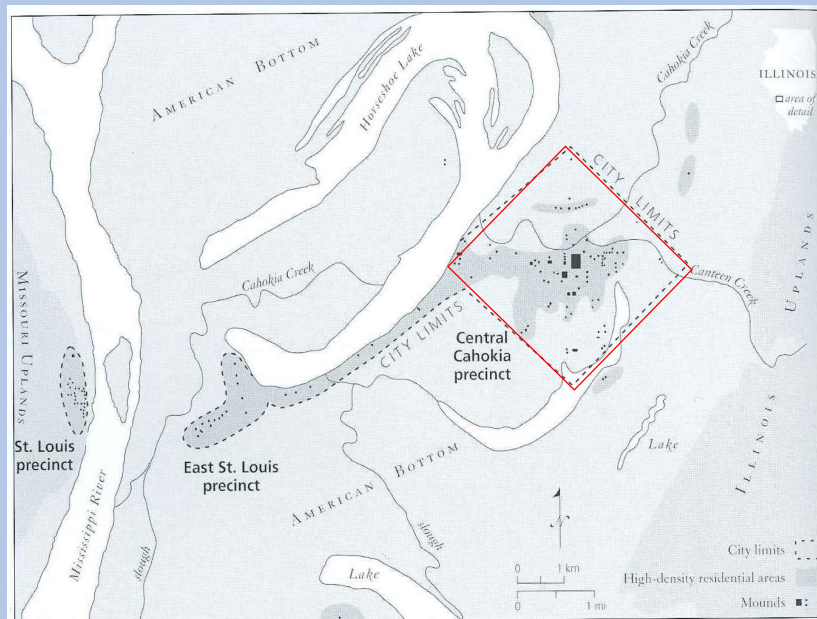 AMERICAN BOTTOM
Horseshoe Lake
Cahokia Creek
ILLINOIS
area of
detail
CITY LIMITS
UPLANDS
MISSOURI UPLANDS
Cahokia Creek
Canteen Creek
CITY LIMITS
Central
Cahokia
precinct
St. Louis
precinct
East St. Louis
precinct
Mississippi River
slough
AMERICAN BOTTOM
slough
Lake
ILLINOIS
Lake
N
0 1 km
0 1 mi
City limits
High-density residential areas
Mounds